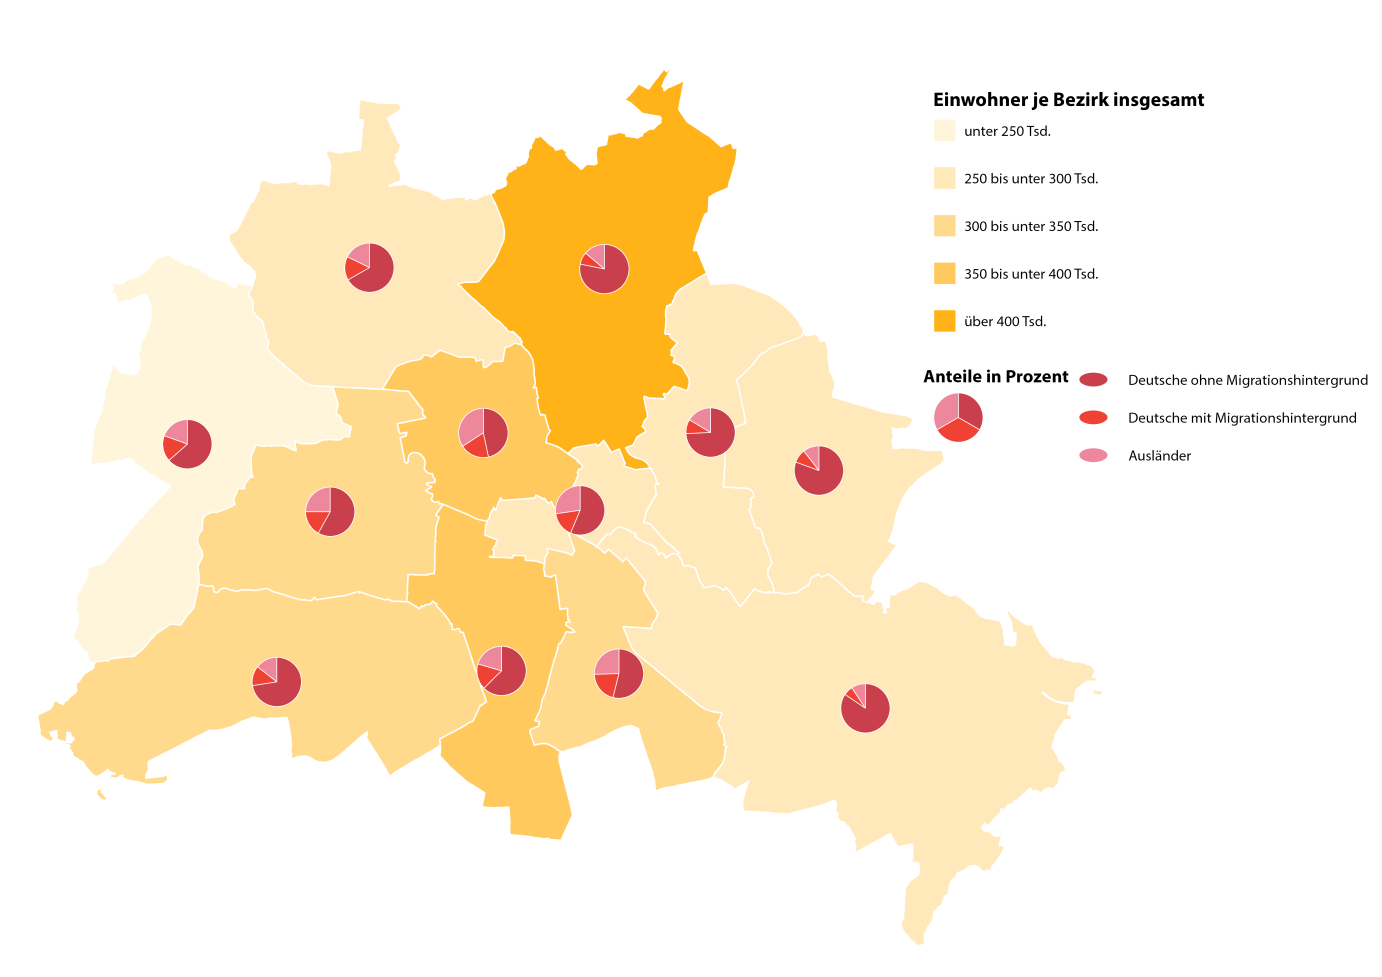 Einwohner je Bezirk insgesamt
unter 250 Tsd.
250 bis unter 300 Tsd.
300 bis unter 350 Tsd.
350 bis unter 400 Tsd.
über 400 Tsd.
Anteile in Prozent
Deutsche ohne Migrationshintergrund
Deutsche mit Migrationshintergrund
Ausländer